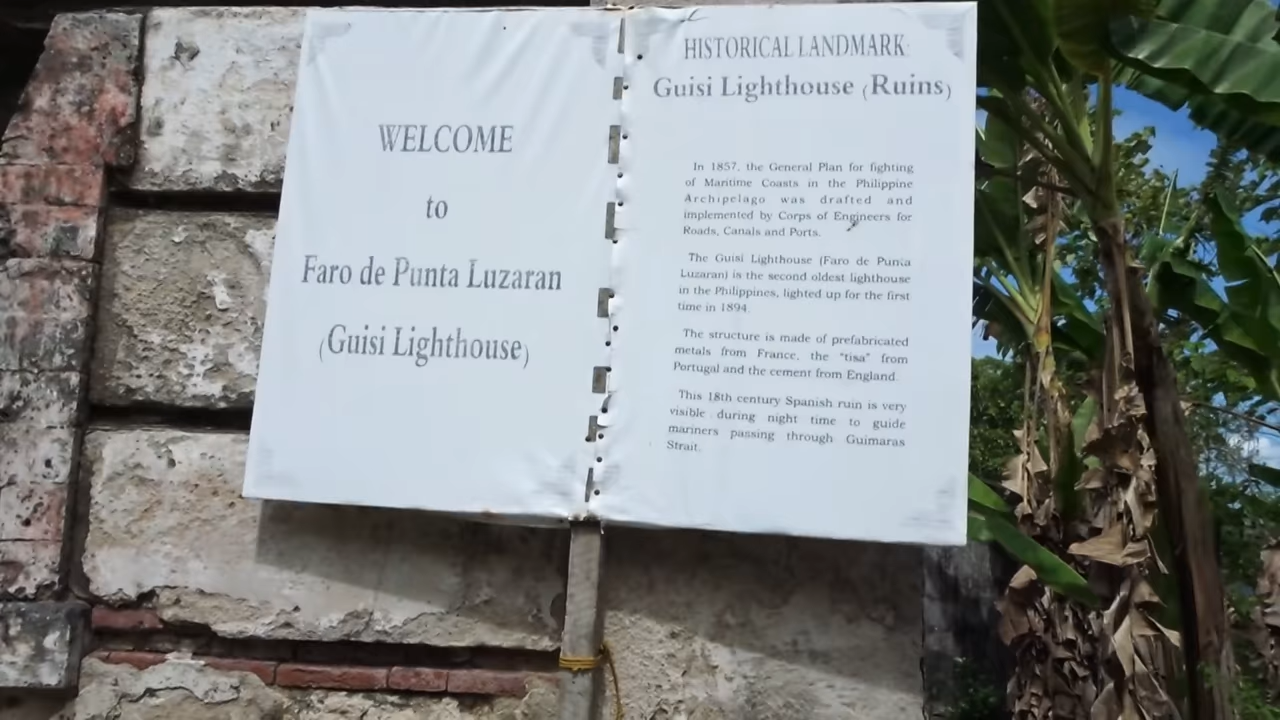 WELCOME
to
Faro de Punta Luzaran
(Guisi Lighthouse)
HISTORICAL LANDMARK
Guisi Lighthouse (Ruins)
In 1857, the General Plan for fighting
of Maritime Coasts in the Philippine
Archipelago was drafted and
implemented by Corps of Engineers for
Roads, Canals and Ports.
The Guisi Lighthouse (Faro de Punta
Luzaran) is the second oldest lighthouse
in the Philippines, lighted up for the first
time in 1894.
The structure is made of prefabricated
metals from France, the "tisa" from
Portugal and the cement from England.
This 18th century Spanish ruin is very
visible during night time to guide
mariners passing through Guimaras
Strait.